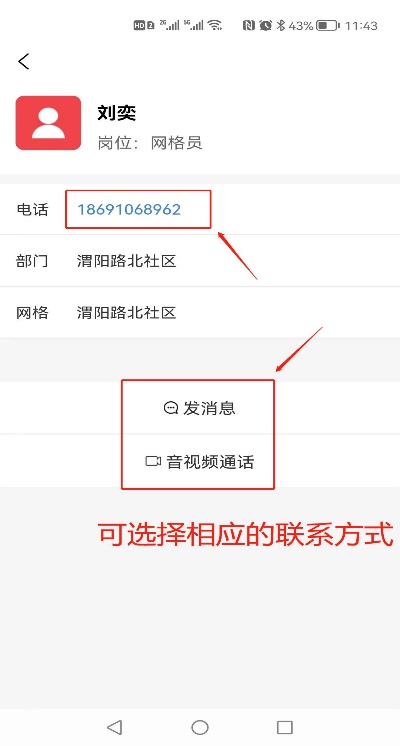 HD 2 2G 5G 43% 11:43
刘奕
岗位：网格员
电话 18691068962
部门 渭阳路北社区
网格 渭阳路北社区
发消息
音视频通话
可选择相应的联系方式